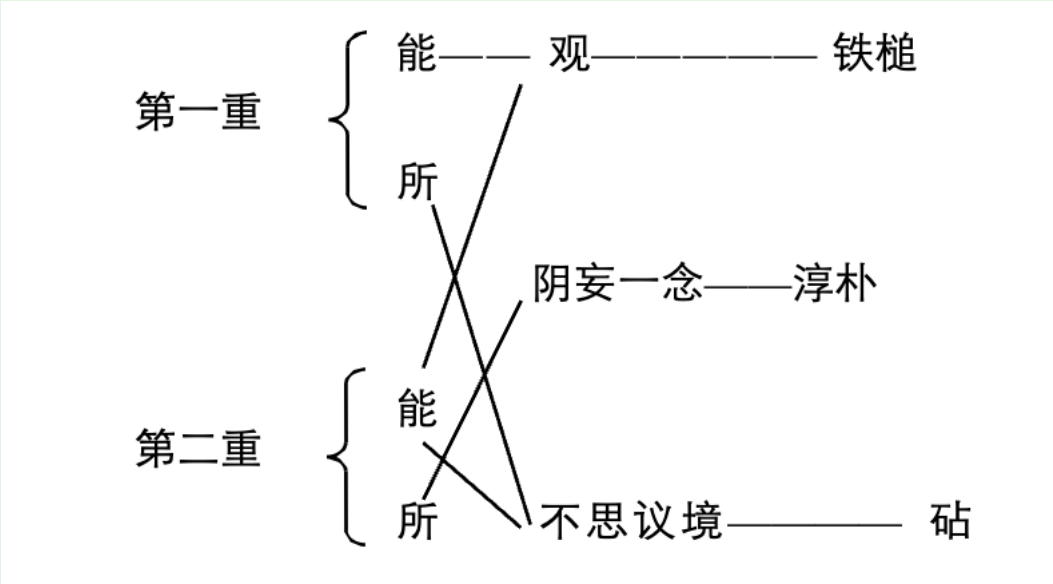 能—— 观————— 铁槌
第一重
所
阴妄一念——淳朴
能
第二重
所
不思议境———— 砧